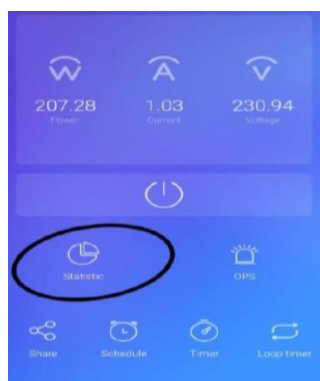 W A V
207.28 1.03 230.94
Power Current Voltage
Statistic OPS
Share Schedule Timer Loop timer